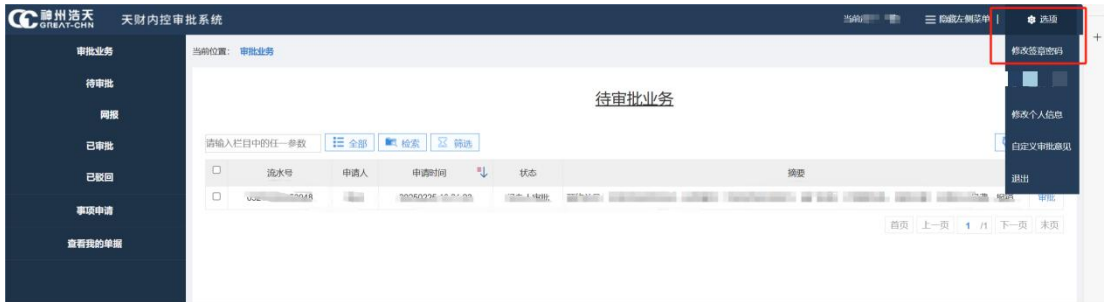 神州浩天
GREAT-CHN
天财内控审批系统
隐藏左侧菜单 |
选项
审批业务
待审批
网报
已审批
已驳回
事项申请
查看我的单据
当前位置: 审批业务
修改签章密码
修改个人信息
自定义审批意见
退出
待审批业务
请输入栏目中的任一参数
全部
检索
筛选
流水号
申请人
申请时间
状态
摘要
审批
首页
上一页
1 /1
下一页
末页